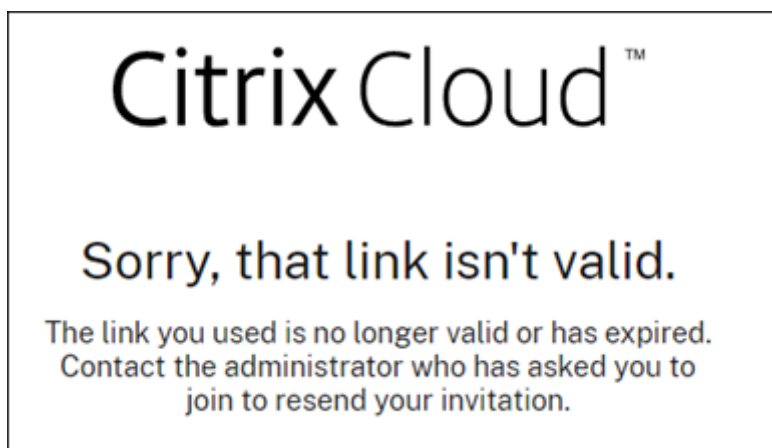 Citrix Cloud™
Sorry, that link isn't valid.
The link you used is no longer valid or has expired.
Contact the administrator who has asked you to
join to resend your invitation.